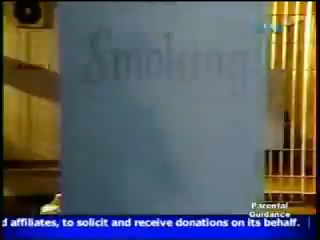 Smoking
Parental
Guidance
d affiliates, to solicit and receive donations on its behalf.